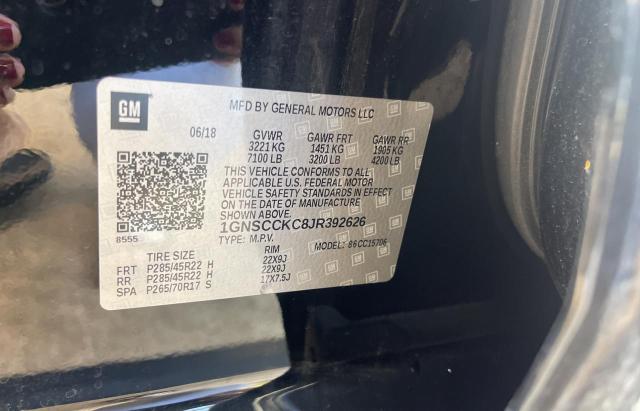 GM
MFD BY GENERAL MOTORS LLC
06/18 GVWR GAWR FRT GAWR RR
3221 KG 1451 KG 1905 KG
7100 LB 3200 LB 4200 LB
THIS VEHICLE CONFORMS TO ALL
APPLICABLE U.S. FEDERAL MOTOR
VEHICLE SAFETY STANDARDS IN EFFECT
ON THE DATE OF MANUFACTURE
SHOWN ABOVE.
1GNSCCKC8JR392626
8555 TYPE: M.P.V. MODEL: 86 CC15706
TIRE SIZE RIM
FRT P285/45R22 H 22X9J
RR P285/45R22 H 22X9J
SPA P265/70R17 S 17X7.5J